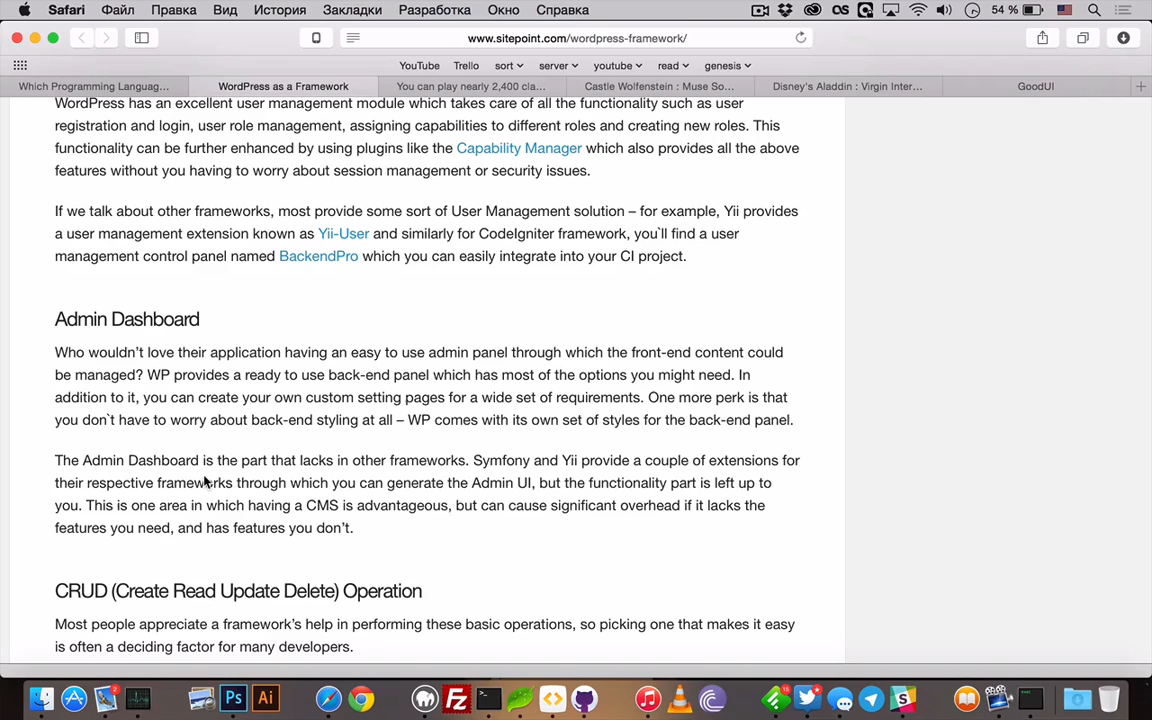 Safari Файл Правка Вид История Закладки Разработка Окно Справка 54 %
www.sitepoint.com/wordpress-framework/
YouTube Trello sort server youtube read genesis
Which Programming Languag... WordPress as a Framework You can play nearly 2,400 cla... Castle Wolfenstein : Muse So... Disney's Aladdin : Virgin Inter... GoodUI
WordPress has an excellent user management module which takes care of all the functionality such as user
registration and login, user role management, assigning capabilities to different roles and creating new roles. This
functionality can be further enhanced by using plugins like the Capability Manager which also provides all the above
features without you having to worry about session management or security issues.
If we talk about other frameworks, most provide some sort of User Management solution – for example, Yii provides
a user management extension known as Yii-User and similarly for CodeIgniter framework, you`ll find a user
management control panel named BackendPro which you can easily integrate into your CI project.
Admin Dashboard
Who wouldn't love their application having an easy to use admin panel through which the front-end content could
be managed? WP provides a ready to use back-end panel which has most of the options you might need. In
addition to it, you can create your own custom setting pages for a wide set of requirements. One more perk is that
you don`t have to worry about back-end styling at all – WP comes with its own set of styles for the back-end panel.
The Admin Dashboard is the part that lacks in other frameworks. Symfony and Yii provide a couple of extensions for
their respective frameworks through which you can generate the Admin UI, but the functionality part is left up to
you. This is one area in which having a CMS is advantageous, but can cause significant overhead if it lacks the
features you need, and has features you don't.
CRUD (Create Read Update Delete) Operation
Most people appreciate a framework's help in performing these basic operations, so picking one that makes it easy
is often a deciding factor for many developers.
Ps Ai Fz